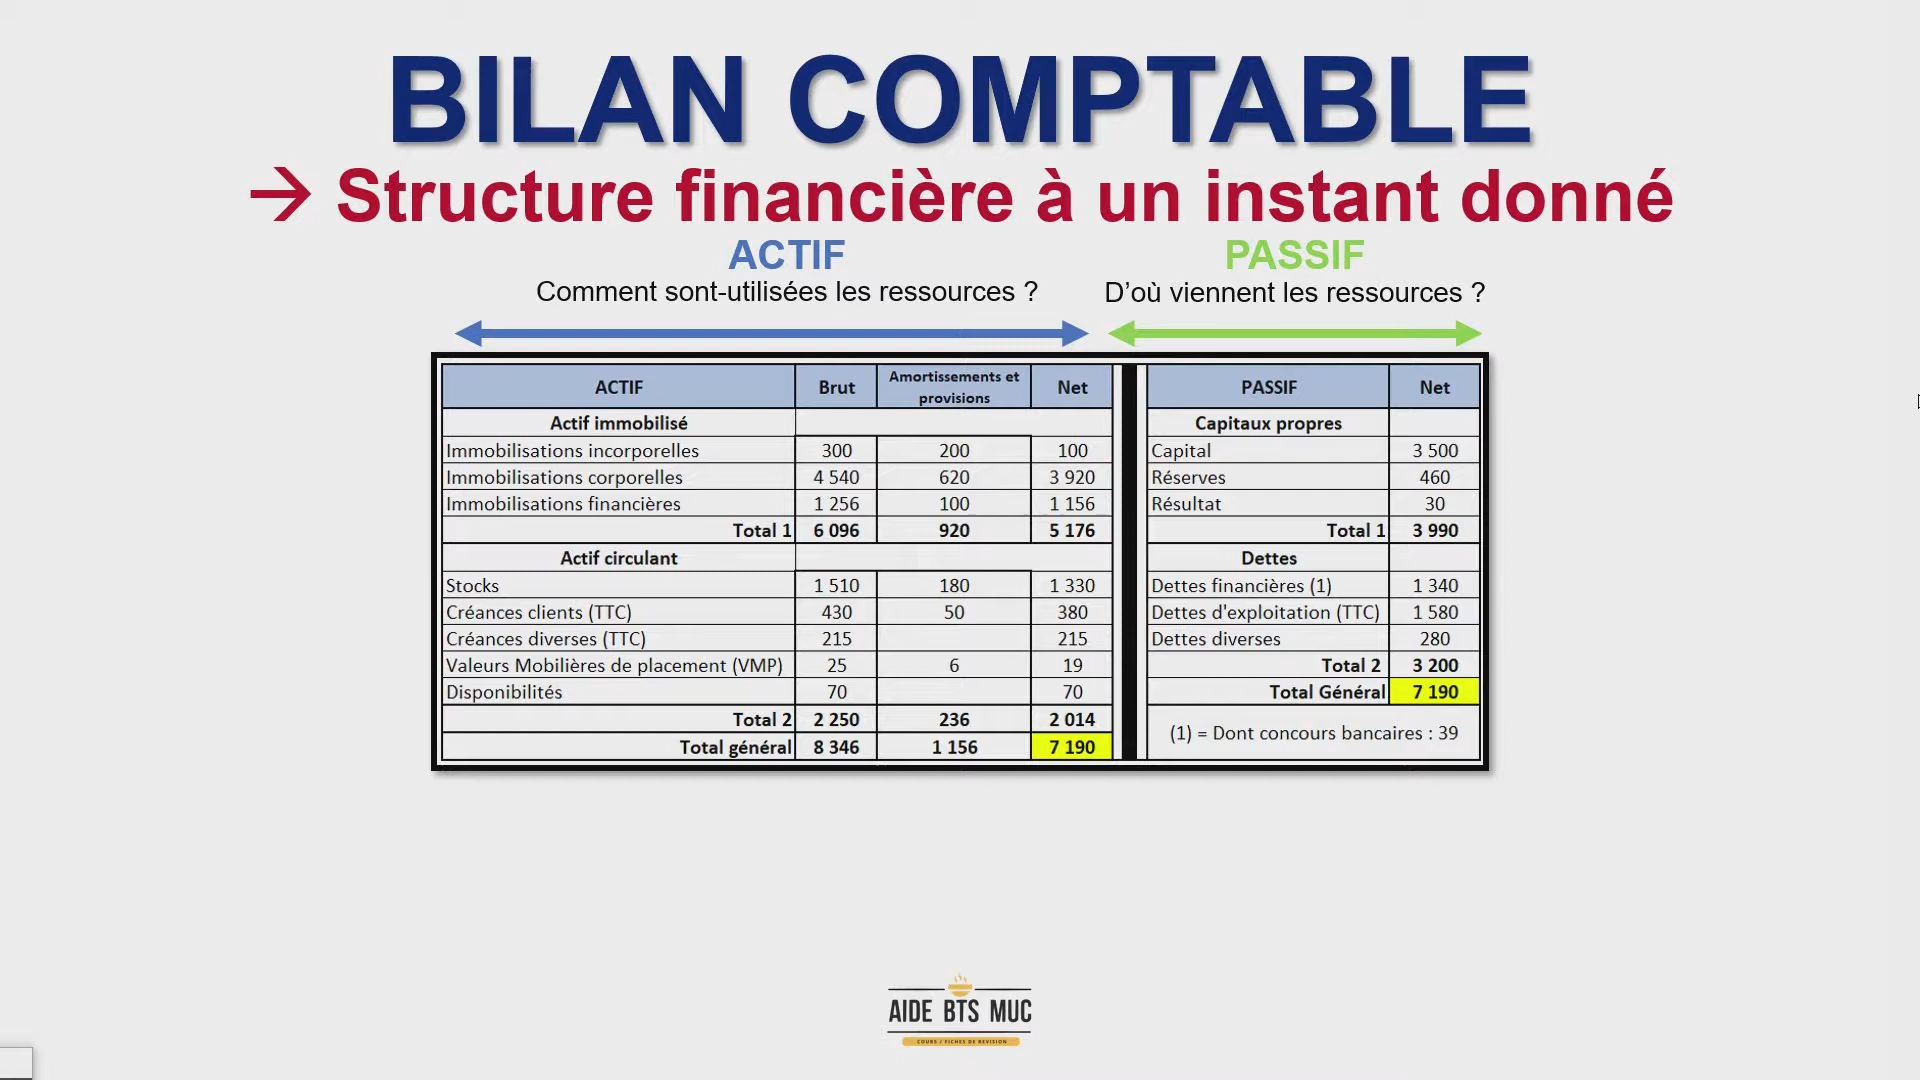 BILAN COMPTABLE
→ Structure financière à un instant donné
ACTIF
Comment sont-utilisées les ressources ?
PASSIF
D’où viennent les ressources ?
ACTIF Brut Amortissements et provisions Net
Actif immobilisé
Immobilisations incorporelles 300 200 100
Immobilisations corporelles 4 540 620 3 920
Immobilisations financières 1 256 100 1 156
Total 1 6 096 920 5 176
Actif circulant
Stocks 1 510 180 1 330
Créances clients (TTC) 430 50 380
Créances diverses (TTC) 215 215
Valeurs Mobilières de placement (VMP) 25 6 19
Disponibilités 70 70
Total 2 2 250 236 2 014
Total général 8 346 1 156 7 190
PASSIF Net
Capitaux propres
Capital 3 500
Réserves 460
Résultat 30
Total 1 3 990
Dettes
Dettes financières (1) 1 340
Dettes d'exploitation (TTC) 1 580
Dettes diverses 280
Total 2 3 200
Total Général 7 190
(1) = Dont concours bancaires : 39
AIDE BTS MUC
COURS / FICHES DE REVISION